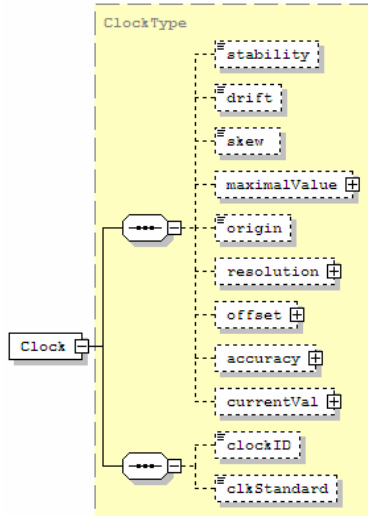 ClockType
stability
drift
skew
maximalValue
origin
resolution
offset
Clock
accuracy
currentVal
clockID
clkStandard